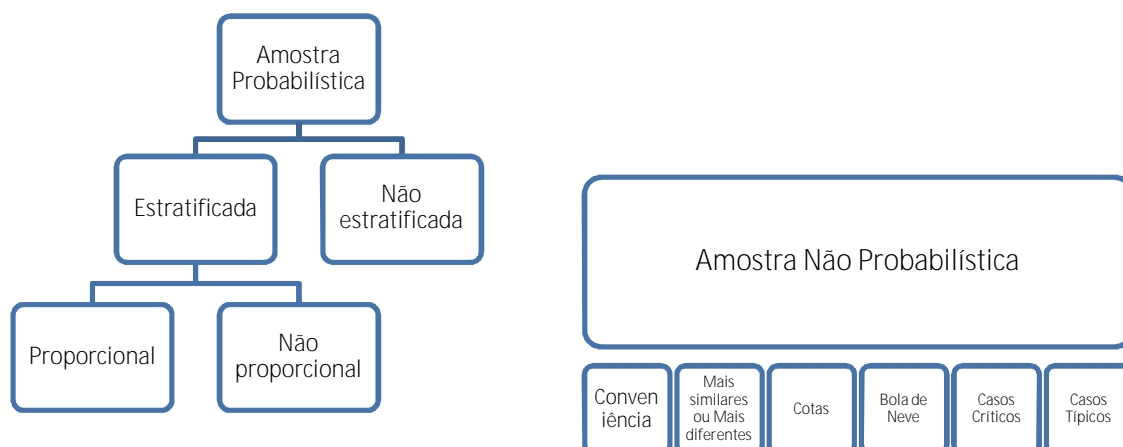 Amostra
Probabilística
Estratificada
Não
estratificada
Proporcional
Não
proporcional
Amostra Não Probabilística
Conven
iência
Mais
similares
ou Mais
diferentes
Cotas
Bola de
Neve
Casos
Críticos
Casos
Típicos